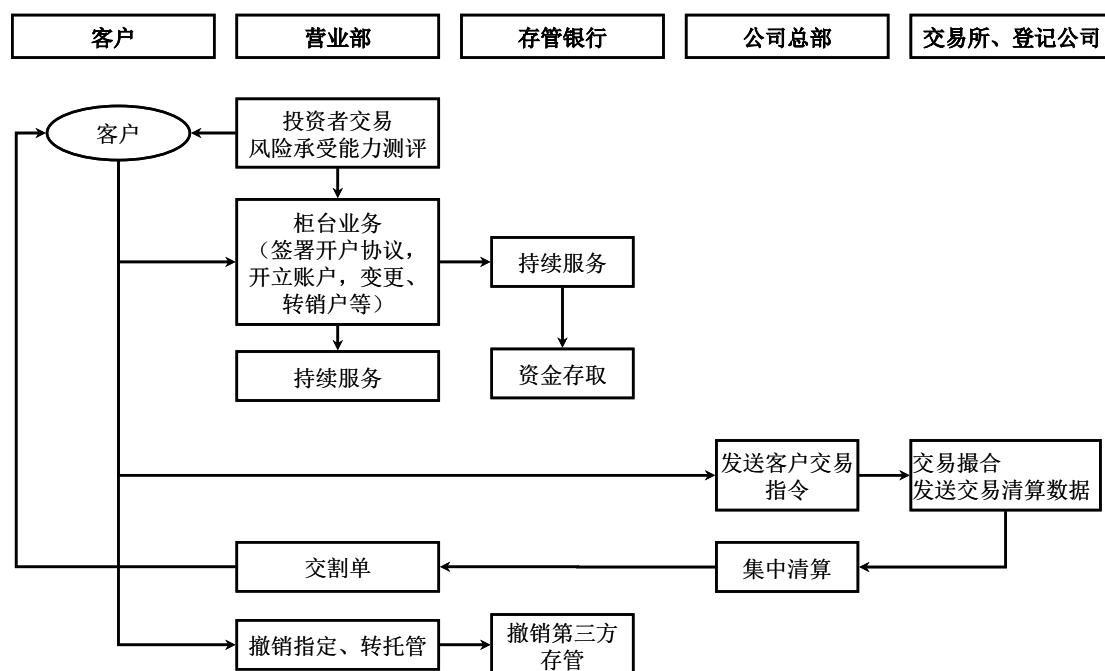 客户
营业部
存管银行
公司总部
交易所、登记公司
客户
投资者交易
风险承受能力测评
柜台业务
（签署开户协议，
开立账户，变更、
转销户等）
持续服务
持续服务
资金存取
发送客户交易
指令
交易撮合
发送交易清算数据
交割单
集中清算
撤销指定、转托管
撤销第三方
存管